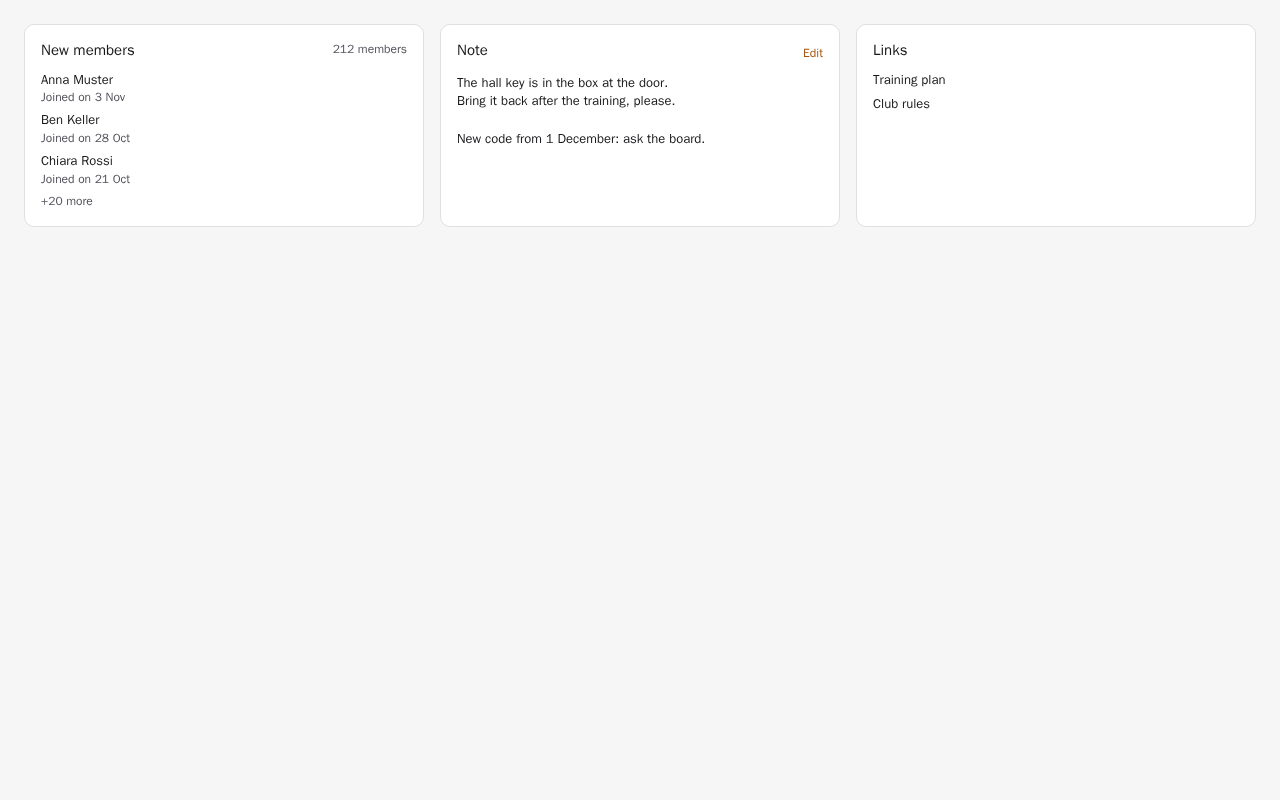 New members
212 members
Anna Muster
Joined on 3 Nov
Ben Keller
Joined on 28 Oct
Chiara Rossi
Joined on 21 Oct
+20 more
Note
Edit
The hall key is in the box at the door.
Bring it back after the training, please.
New code from 1 December: ask the board.
Links
Training plan
Club rules